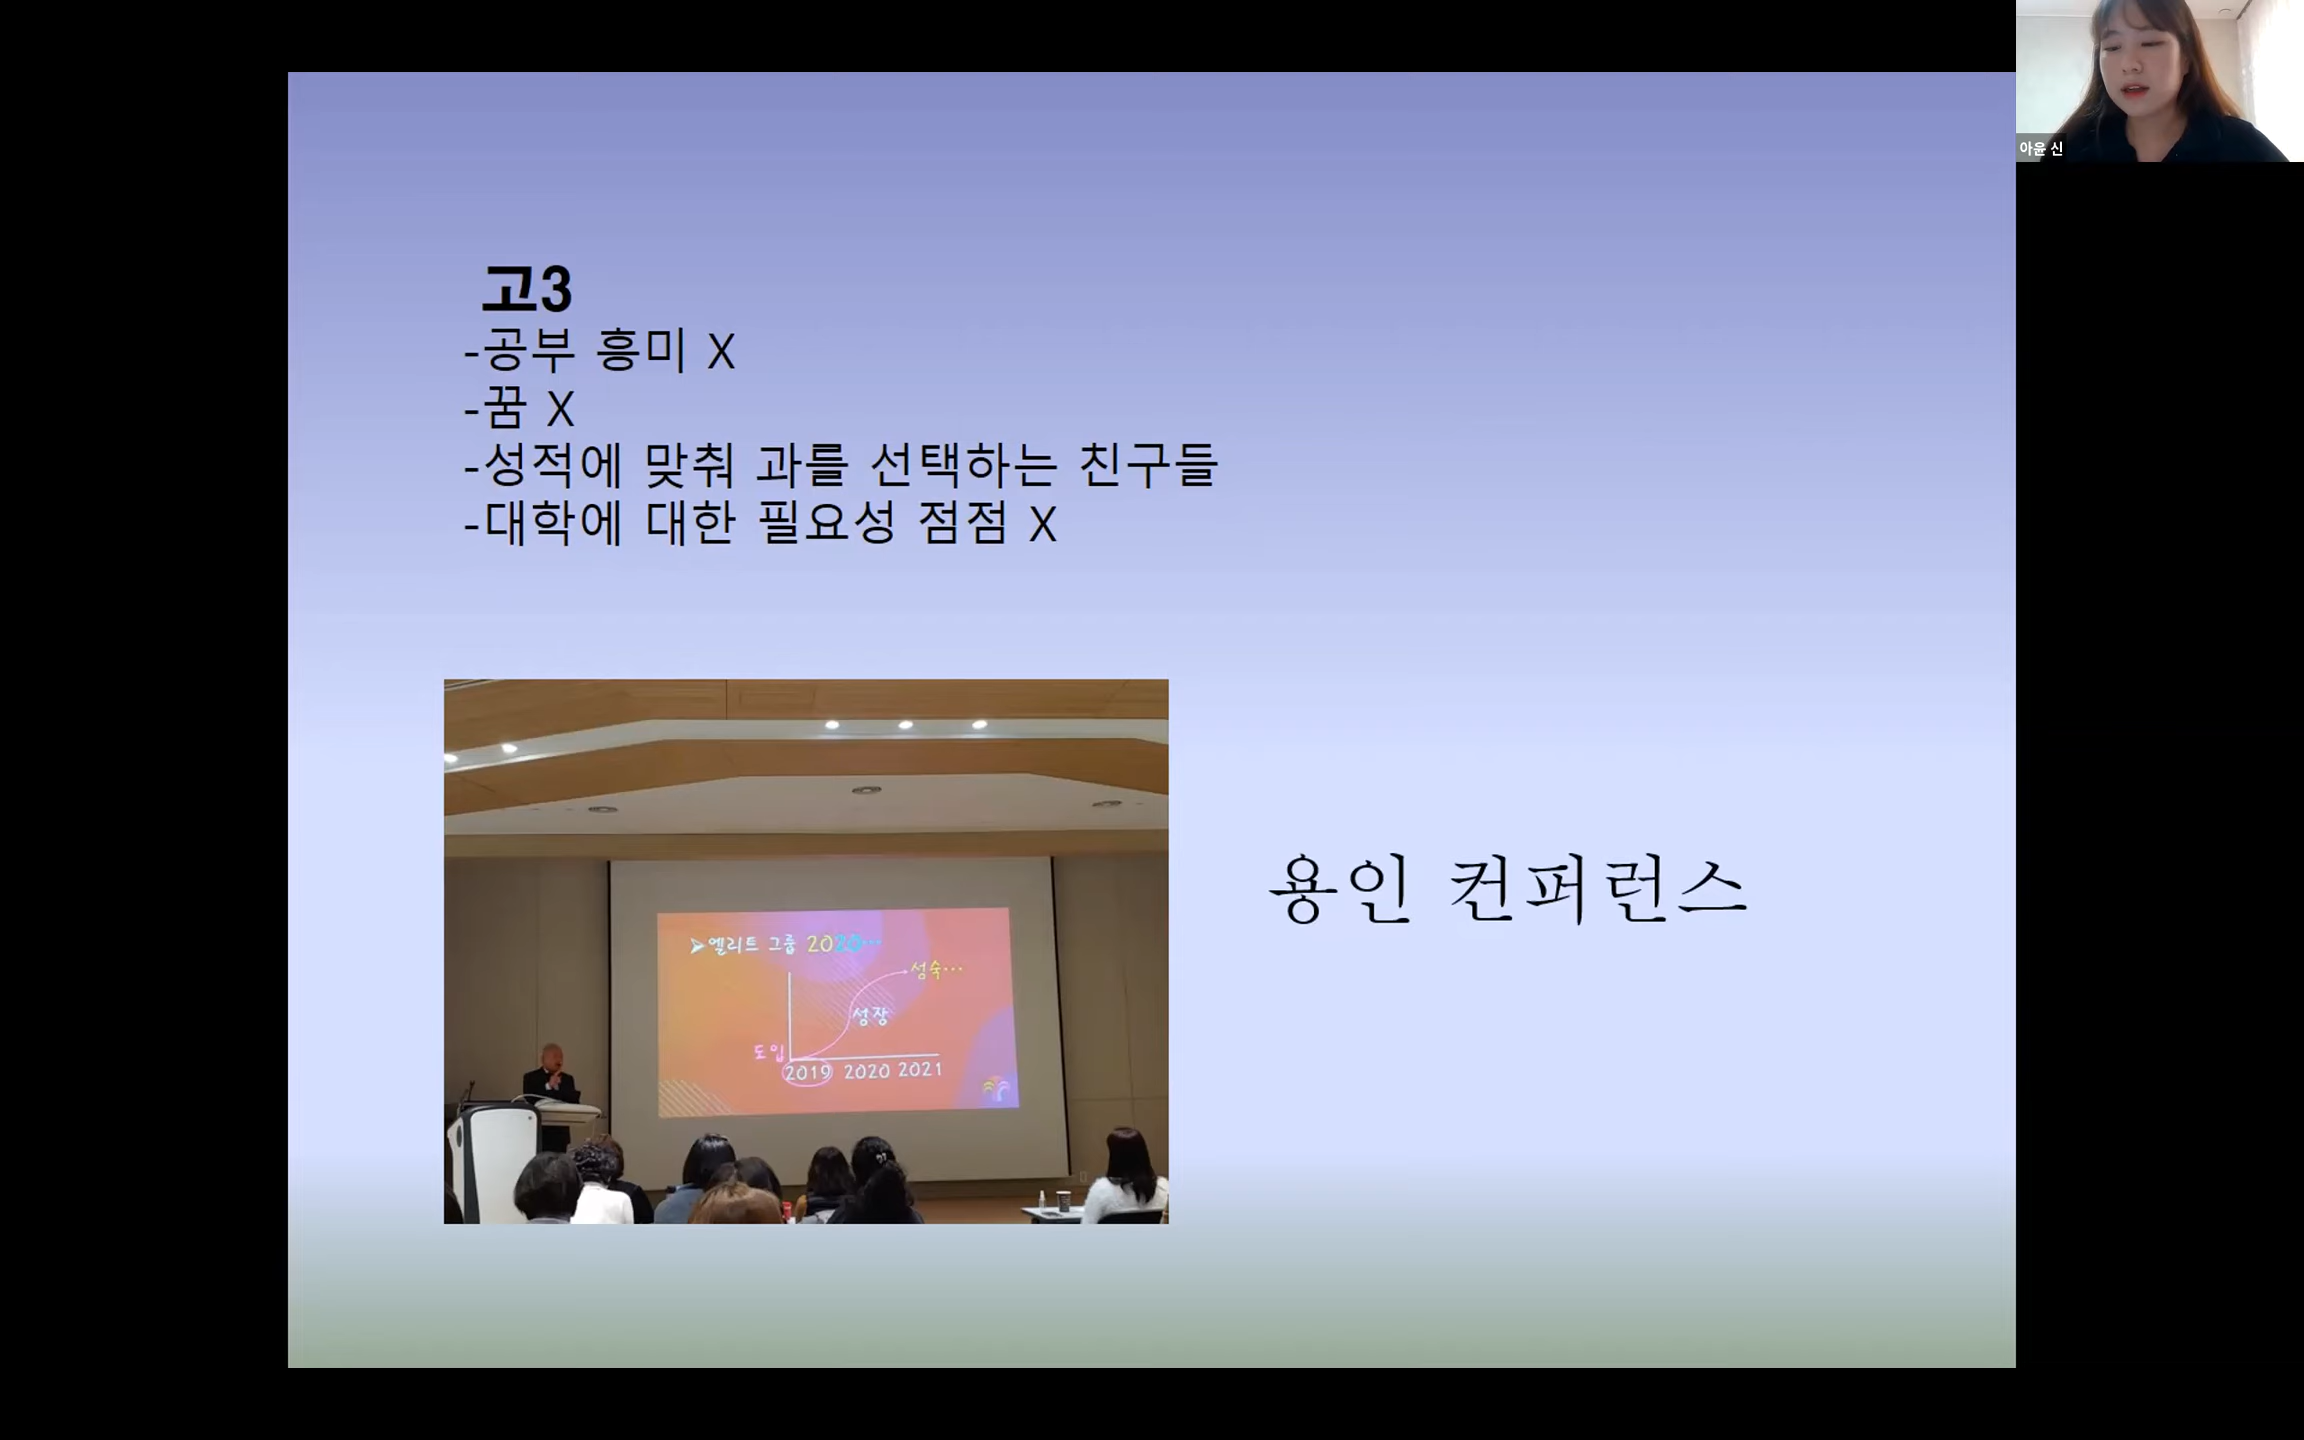 아윤 신
고3
-공부 흥미 X
-꿈 X
-성적에 맞춰 과를 선택하는 친구들
-대학에 대한 필요성 점점 X
➢엘리트 그룹 2020…
성숙…
성장
도입
2019 2020 2021
용인 컨퍼런스